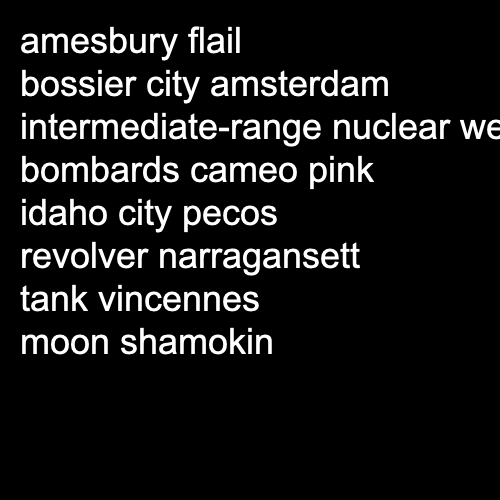 amesbury flail
bossier city amsterdam
intermediate-range nuclear
bombards cameo pink
idaho city pecos
revolver narragansett
tank vincennes
moon shamokin